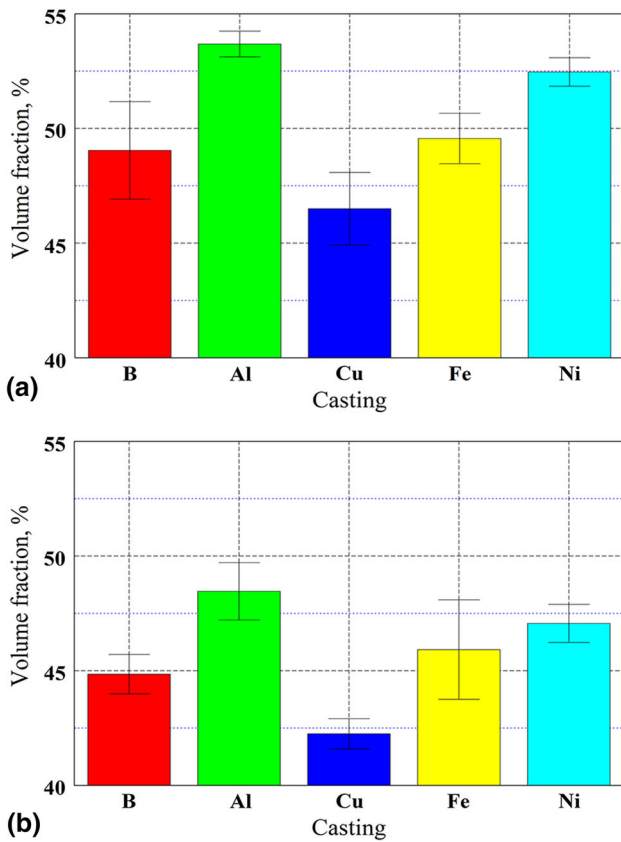 55
50
45
40
Volume fraction, %
B Al Cu Fe Ni
Casting
(a)
55
50
45
40
Volume fraction, %
B Al Cu Fe Ni
Casting
(b)